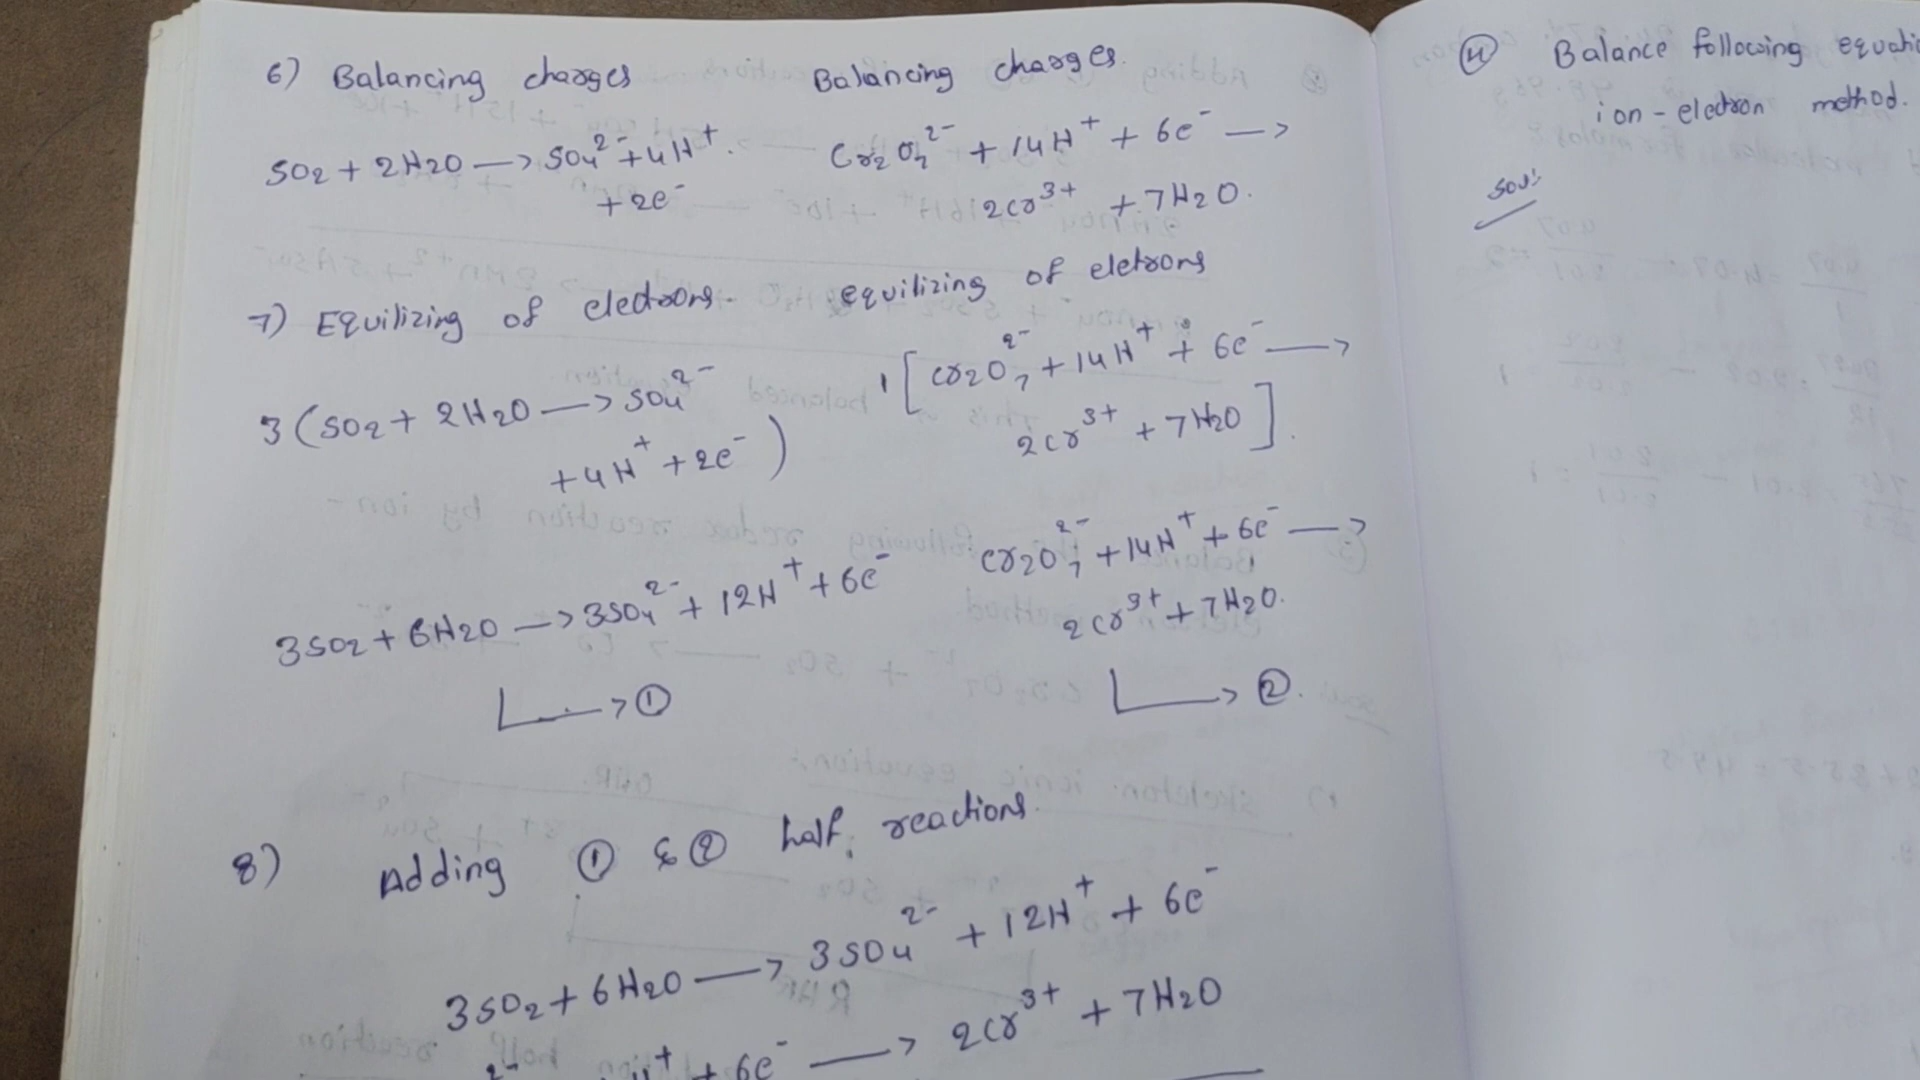 6) Balancing charges Balancing charges.
SO2 + 2H2O —> SO4^2- + 4H^+. Cr2O7^2- + 14H^+ + 6e^- —>
+ 2e^- 2Cr^3+ + 7H2O.
7) Equilizing of electrons. equilizing of eletrons
3 (SO2 + 2H2O —> SO4^2- 1 [Cr2O7^2- + 14H^+ + 6e^- —>
+ 4H^+ + 2e^- ) 2Cr^3+ + 7H2O ].
3SO2 + 6H2O —> 3SO4^2- + 12H^+ + 6e^- Cr2O7^2- + 14H^+ + 6e^- —>
2Cr^3+ + 7H2O.
—> ① —> ②.
8) Adding ① & ② half reactions.
3SO2 + 6H2O —> 3SO4^2- + 12H^+ + 6e^-
+ 6e^- —> 2Cr^3+ + 7H2O
④ Balance following
ion-electron method.
Sol: